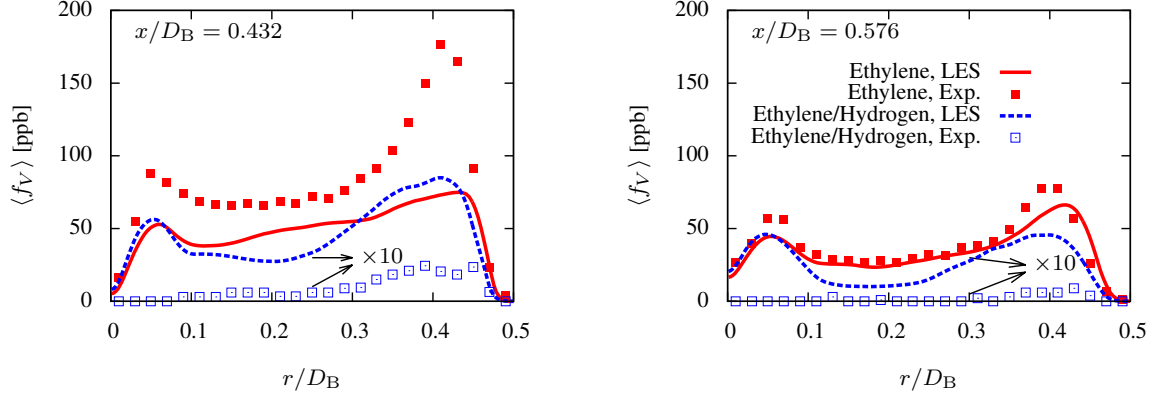 x/D_B = 0.432
200
150
100
50
0
⟨f_V⟩ [ppb]
×10
0 0.1 0.2 0.3 0.4 0.5
r/D_B
x/D_B = 0.576
200
150
100
50
0
⟨f_V⟩ [ppb]
Ethylene, LES
Ethylene, Exp.
Ethylene/Hydrogen, LES
Ethylene/Hydrogen, Exp.
×10
0 0.1 0.2 0.3 0.4 0.5
r/D_B